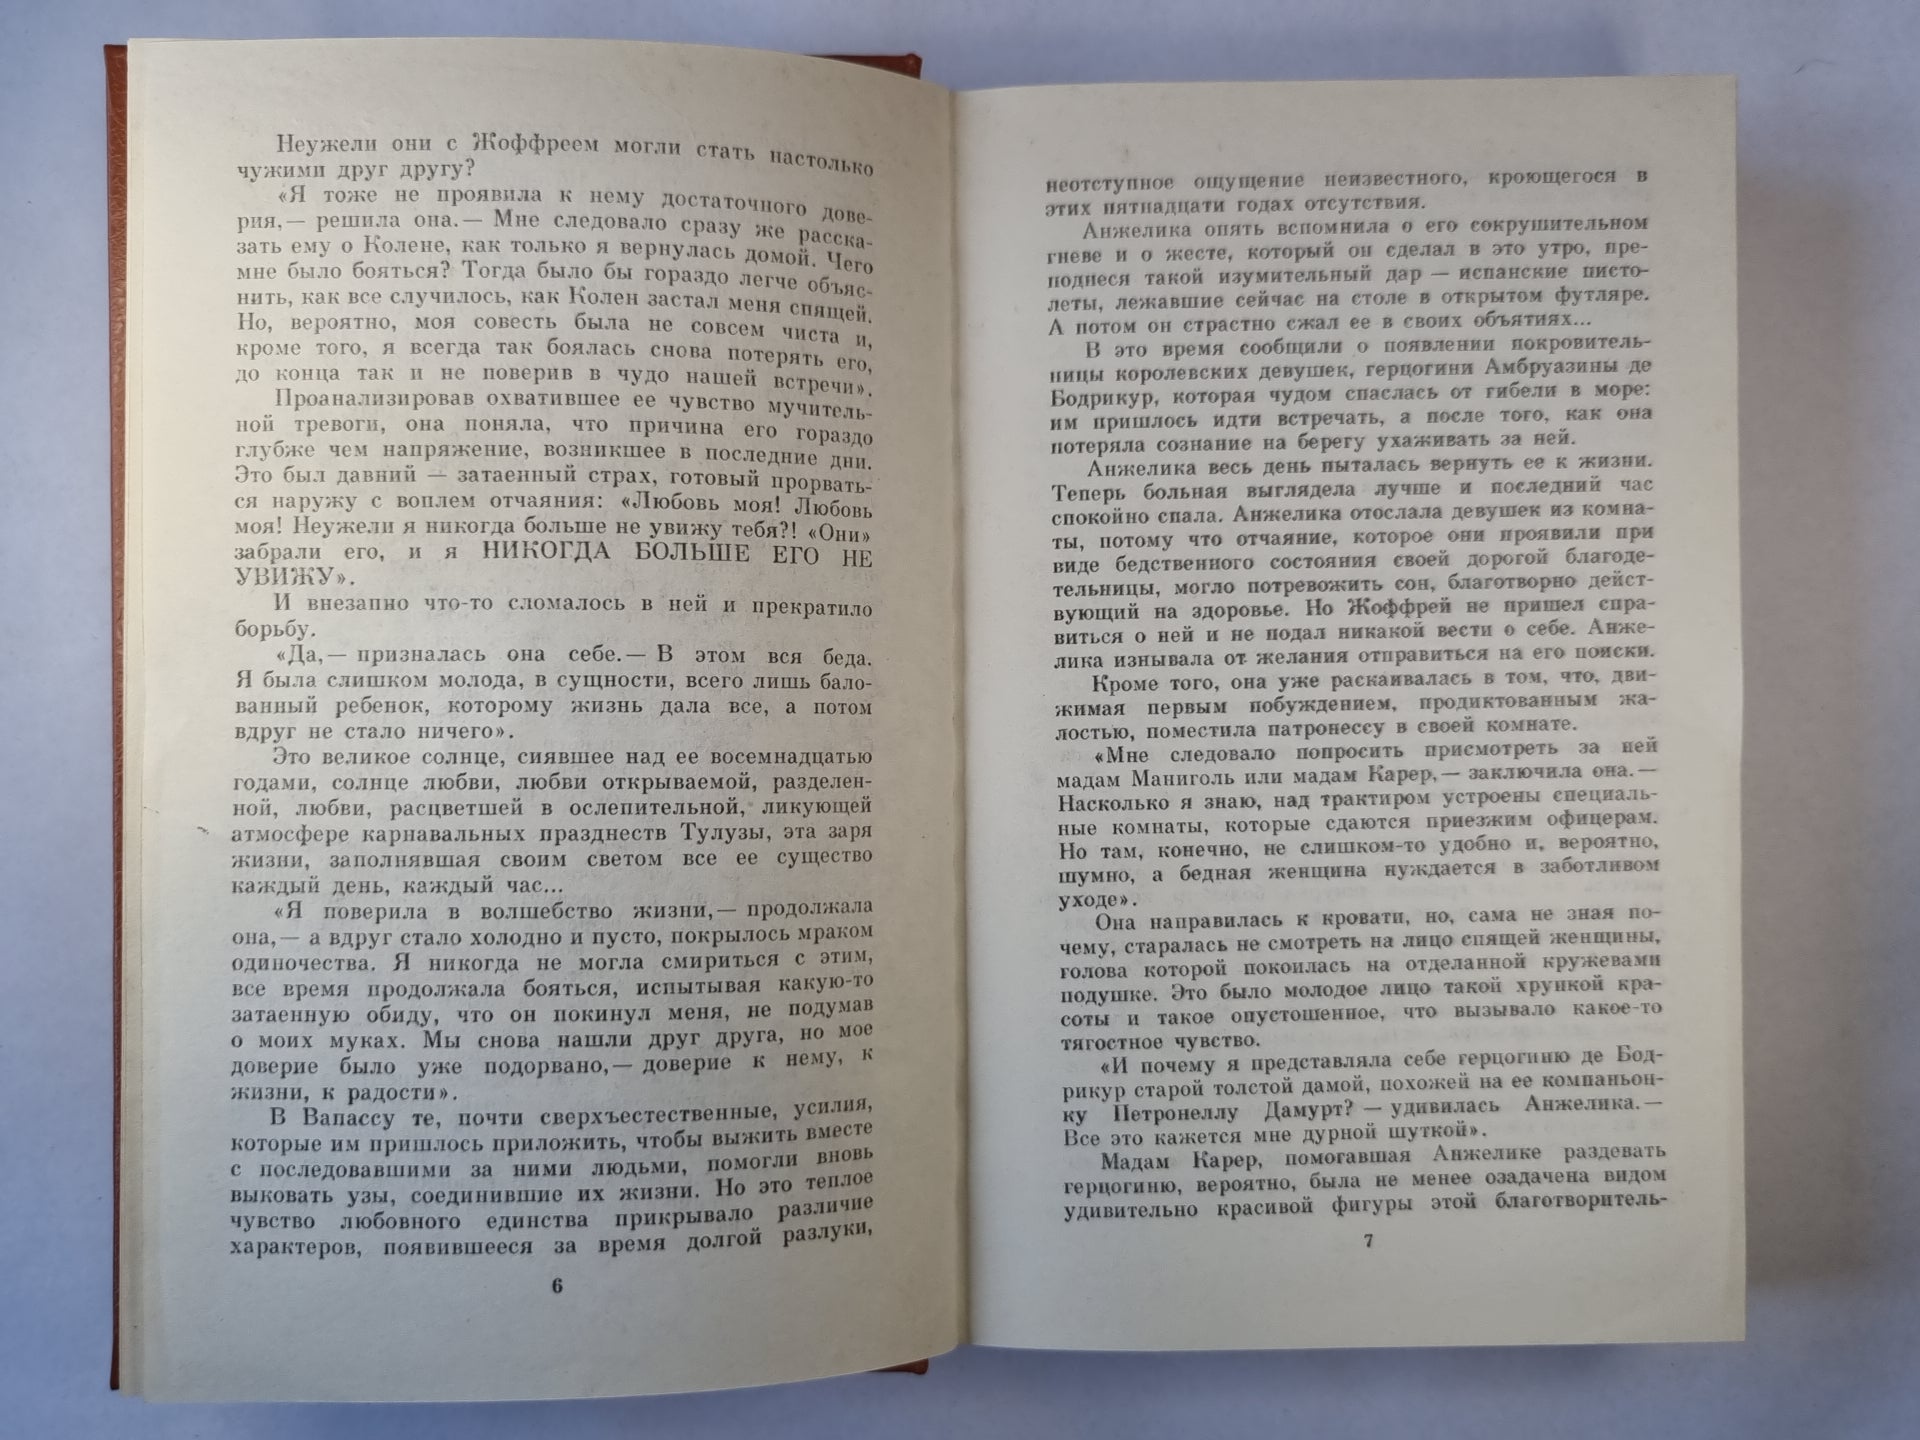 Неужели они с Жоффреем могли стать настолько
чужими друг другу?
«Я тоже не проявила к нему достаточного дове-
рия,— решила она.— Мне следовало сразу же расска-
зать ему о Колене, как только я вернулась домой. Чего
мне было бояться? Тогда было бы гораздо легче объяс-
нить, как все случилось, как Колен застал меня спящей.
Но, вероятно, моя совесть была не совсем чиста и,
кроме того, я всегда так боялась снова потерять его,
до конца так и не поверив в чудо нашей встречи».
Проанализировав охватившее ее чувство мучитель-
ной тревоги, она поняла, что причина его гораздо
глубже чем напряжение, возникшее в последние дни.
Это был давний — затаенный страх, готовый прорвать-
ся наружу с воплем отчаяния: «Любовь моя! Любовь
моя! Неужели я никогда больше не увижу тебя?! «Они»
забрали его, и я НИКОГДА БОЛЬШЕ ЕГО НЕ
УВИЖУ».
И внезапно что-то сломалось в ней и прекратило
борьбу.
«Да,— призналась она себе.— В этом вся беда.
Я была слишком молода, в сущности, всего лишь бало-
ванный ребенок, которому жизнь дала все, а потом
вдруг не стало ничего».
Это великое солнце, сиявшее над ее восемнадцатью
годами, солнце любви, любви открываемой, разделен-
ной, любви, расцветшей в ослепительной, ликующей
атмосфере карнавальных празднеств Тулузы, эта заря
жизни, заполнявшая своим светом все ее существо
каждый день, каждый час...
«Я поверила в волшебство жизни,— продолжала
она,— а вдруг стало холодно и пусто, покрылось мраком
одиночества. Я никогда не могла смириться с этим,
все время продолжала бояться, испытывая какую-то
затаенную обиду, что он покинул меня, не подумав
о моих муках. Мы снова нашли друг друга, но мое
доверие было уже подорвано,— доверие к нему, к
жизни, к радости».
В Вапассу те, почти сверхъестественные, усилия,
которые им пришлось приложить, чтобы выжить вместе
с последовавшими за ними людьми, помогли вновь
выковать узы, соединившие их жизни. Но это теплое
чувство любовного единства прикрывало различие
характеров, появившееся за время долгой разлуки,
6
неотступное ощущение неизвестного, кроющегося в
этих пятнадцати годах отсутствия.
Анжелика опять вспомнила о его сокрушительном
гневе и о жесте, который он сделал в это утро, пре-
поднеся такой изумительный дар — испанские писто-
леты, лежавшие сейчас на столе в открытом футляре.
А потом он страстно сжал ее в своих объятиях...
В это время сообщили о появлении покровитель-
ницы королевских девушек, герцогини Амбруазины де
Бодрикур, которая чудом спаслась от гибели в море:
им пришлось идти встречать, а после того, как она
потеряла сознание на берегу ухаживать за ней.
Анжелика весь день пыталась вернуть ее к жизни.
Теперь больная выглядела лучше и последний час
спокойно спала. Анжелика отослала девушек из комна-
ты, потому что отчаяние, которое они проявили при
виде бедственного состояния своей дорогой благоде-
тельницы, могло потревожить сон, благотворно дейст-
вующий на здоровье. Но Жоффрей не пришел спра-
виться о ней и не подал никакой вести о себе. Анже-
лика изнывала от желания отправиться на его поиски.
Кроме того, она уже раскаивалась в том, что, дви-
жимая первым побуждением, продиктованным жа-
лостью, поместила патронессу в своей комнате.
«Мне следовало попросить присмотреть за ней
мадам Маниголь или мадам Карер,— заключила она.—
Насколько я знаю, над трактиром устроены специаль-
ные комнаты, которые сдаются приезжим офицерам.
Но там, конечно, не слишком-то удобно и, вероятно,
шумно, а бедная женщина нуждается в заботливом
уходе».
Она направилась к кровати, но, сама не зная по-
чему, старалась не смотреть на лицо спящей женщины,
голова которой покоилась на отделанной кружевами
подушке. Это было молодое лицо такой хрупкой кра-
соты и такое опустошенное, что вызывало какое-то
тягостное чувство.
«И почему я представляла себе герцогиню де Бод-
рикур старой толстой дамой, похожей на ее компаньон-
ку Петронеллу Дамурт? — удивилась Анжелика.—
Все это кажется мне дурной шуткой».
Мадам Карер, помогавшая Анжелике раздевать
герцогиню, вероятно, была не менее озадачена видом
удивительно красивой фигуры этой благотворитель-
7